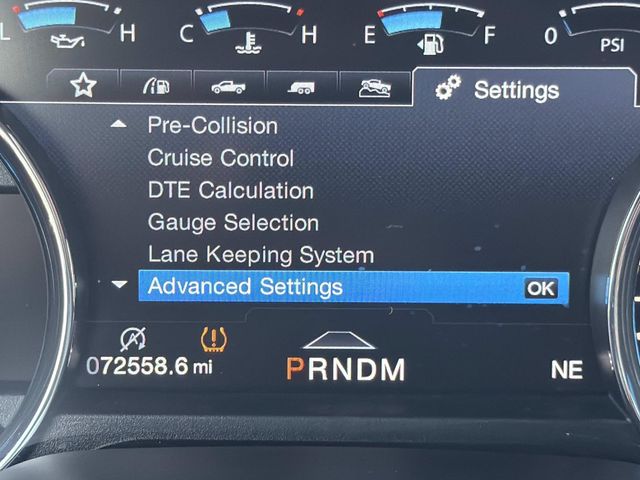 L H C H E F 0 PSI
Settings
Pre-Collision
Cruise Control
DTE Calculation
Gauge Selection
Lane Keeping System
Advanced Settings OK
072558.6 mi PRNDM NE